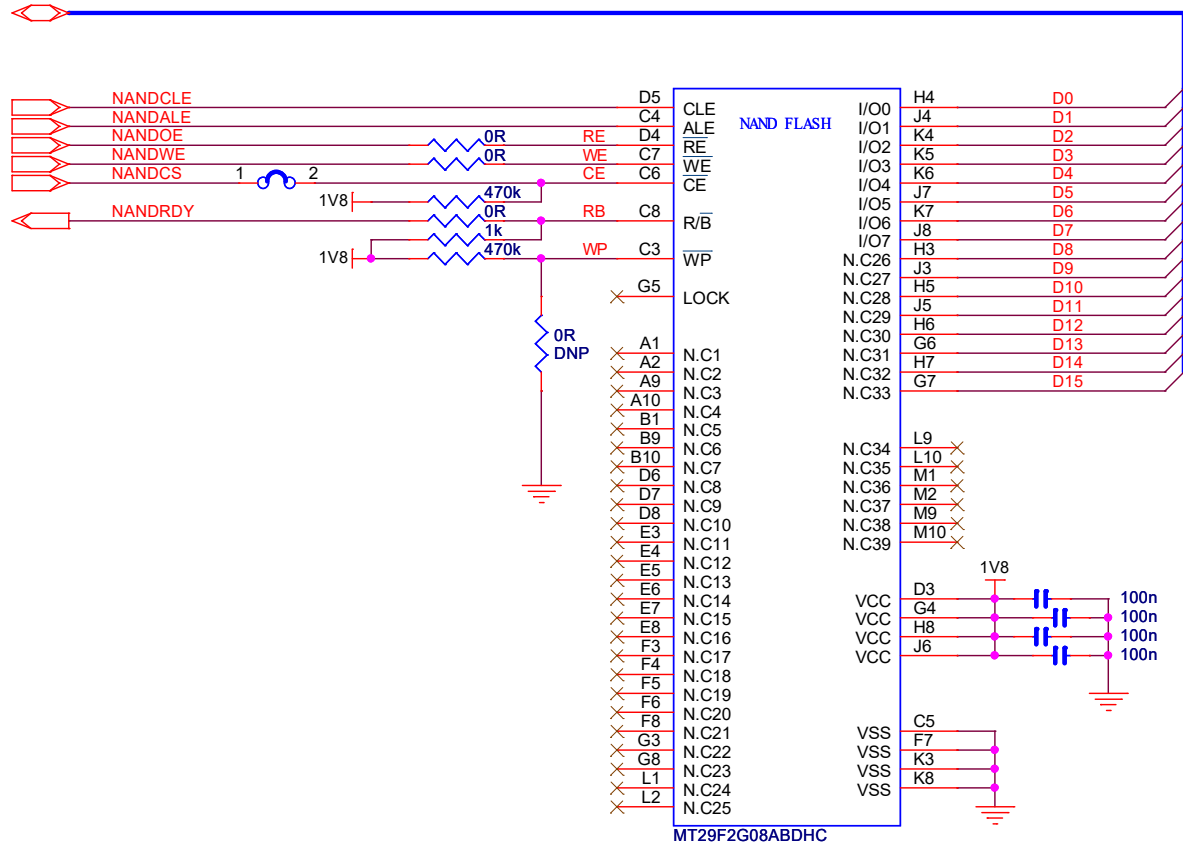 NANDCLE D5 CLE NAND FLASH I/O0 H4 D0
NANDALE C4 ALE I/O1 J4 D1
NANDOE 0R RE D4 RE I/O2 K4 D2
NANDWE 0R WE C7 WE I/O3 K5 D3
NANDCS 1 2 CE C6 CE I/O4 K6 D4
1V8 470k I/O5 J7 D5
NANDRDY 0R RB C8 R/B I/O6 K7 D6
1k I/O7 J8 D7
1V8 470k WP C3 WP N.C26 H3 D8
N.C27 J3 D9
G5 LOCK N.C28 H5 D10
N.C29 J5 D11
0R N.C30 H6 D12
DNP A1 N.C1 N.C31 G6 D13
A2 N.C2 N.C32 H7 D14
A9 N.C3 N.C33 G7 D15
A10 N.C4
B1 N.C5
B9 N.C6 N.C34 L9
B10 N.C7 N.C35 L10
D6 N.C8 N.C36 M1
D7 N.C9 N.C37 M2
D8 N.C10 N.C38 M9
E3 N.C11 N.C39 M10
E4 N.C12
E5 N.C13 1V8
E6 N.C14 VCC D3 100n
E7 N.C15 VCC G4 100n
E8 N.C16 VCC H8 100n
F3 N.C17 VCC J6 100n
F4 N.C18
F5 N.C19
F6 N.C20
F8 N.C21 VSS C5
G3 N.C22 VSS F7
G8 N.C23 VSS K3
L1 N.C24 VSS K8
L2 N.C25
MT29F2G08ABDHC